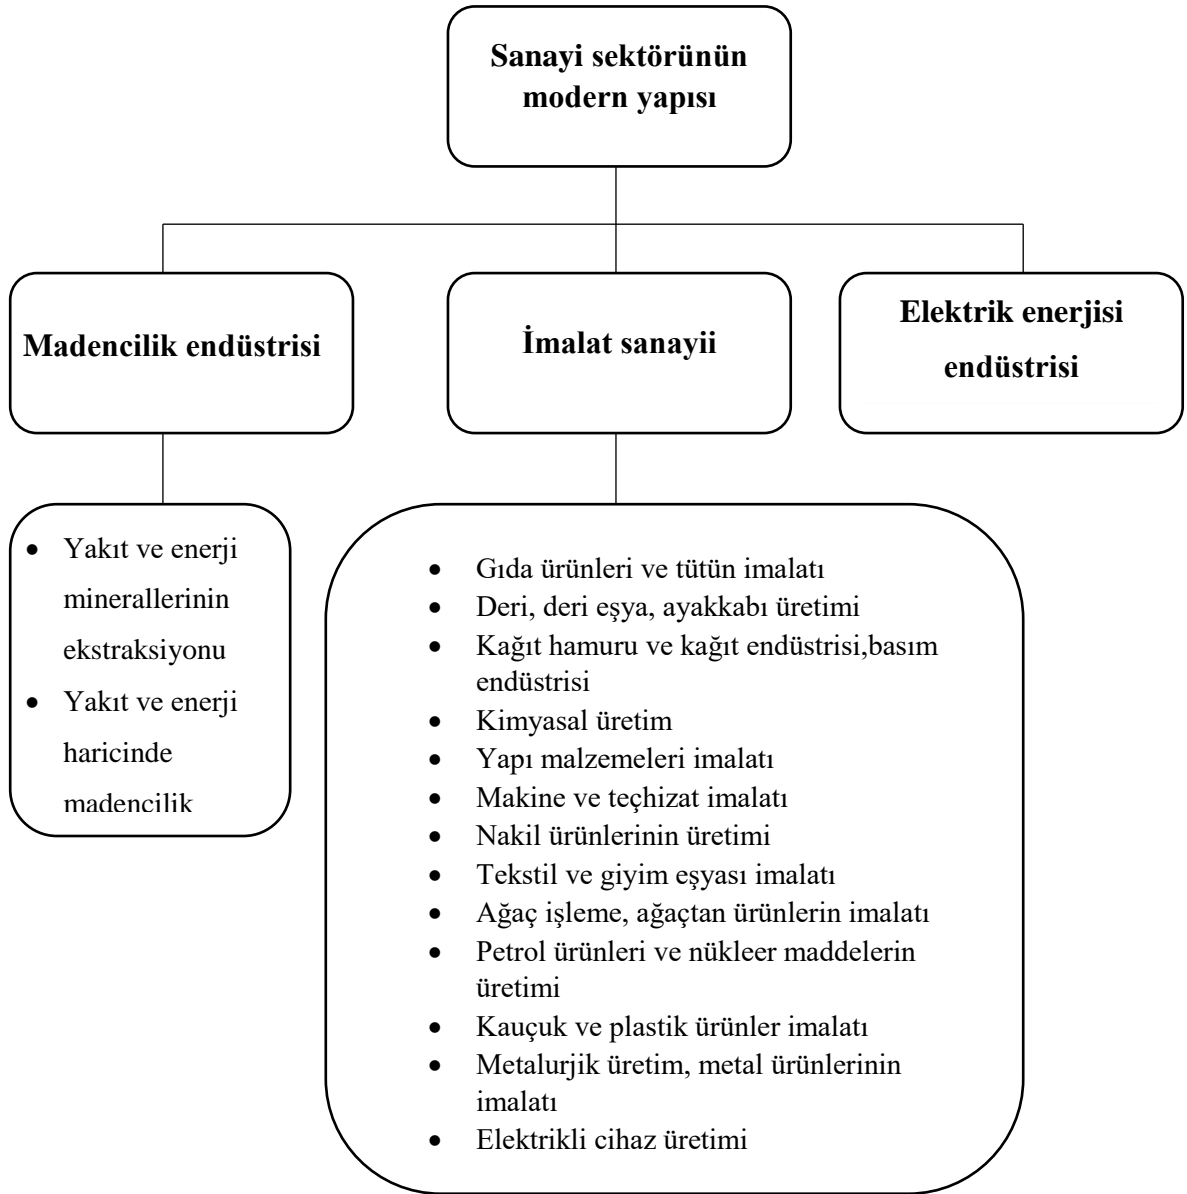 Sanayi sektörünün
modern yapısı
Madencilik endüstrisi
İmalat sanayii
Elektrik enerjisi
endüstrisi
• Yakıt ve enerji
minerallerinin
ekstraksiyonu
• Yakıt ve enerji
haricinde
madencilik
• Gıda ürünleri ve tütün imalatı
• Deri, deri eşya, ayakkabı üretimi
• Kağıt hamuru ve kağıt endüstrisi,basım
endüstrisi
• Kimyasal üretim
• Yapı malzemeleri imalatı
• Makine ve teçhizat imalatı
• Nakil ürünlerinin üretimi
• Tekstil ve giyim eşyası imalatı
• Ağaç işleme, ağaçtan ürünlerin imalatı
• Petrol ürünleri ve nükleer maddelerin
üretimi
• Kauçuk ve plastik ürünler imalatı
• Metalurjik üretim, metal ürünlerinin
imalatı
• Elektrikli cihaz üretimi